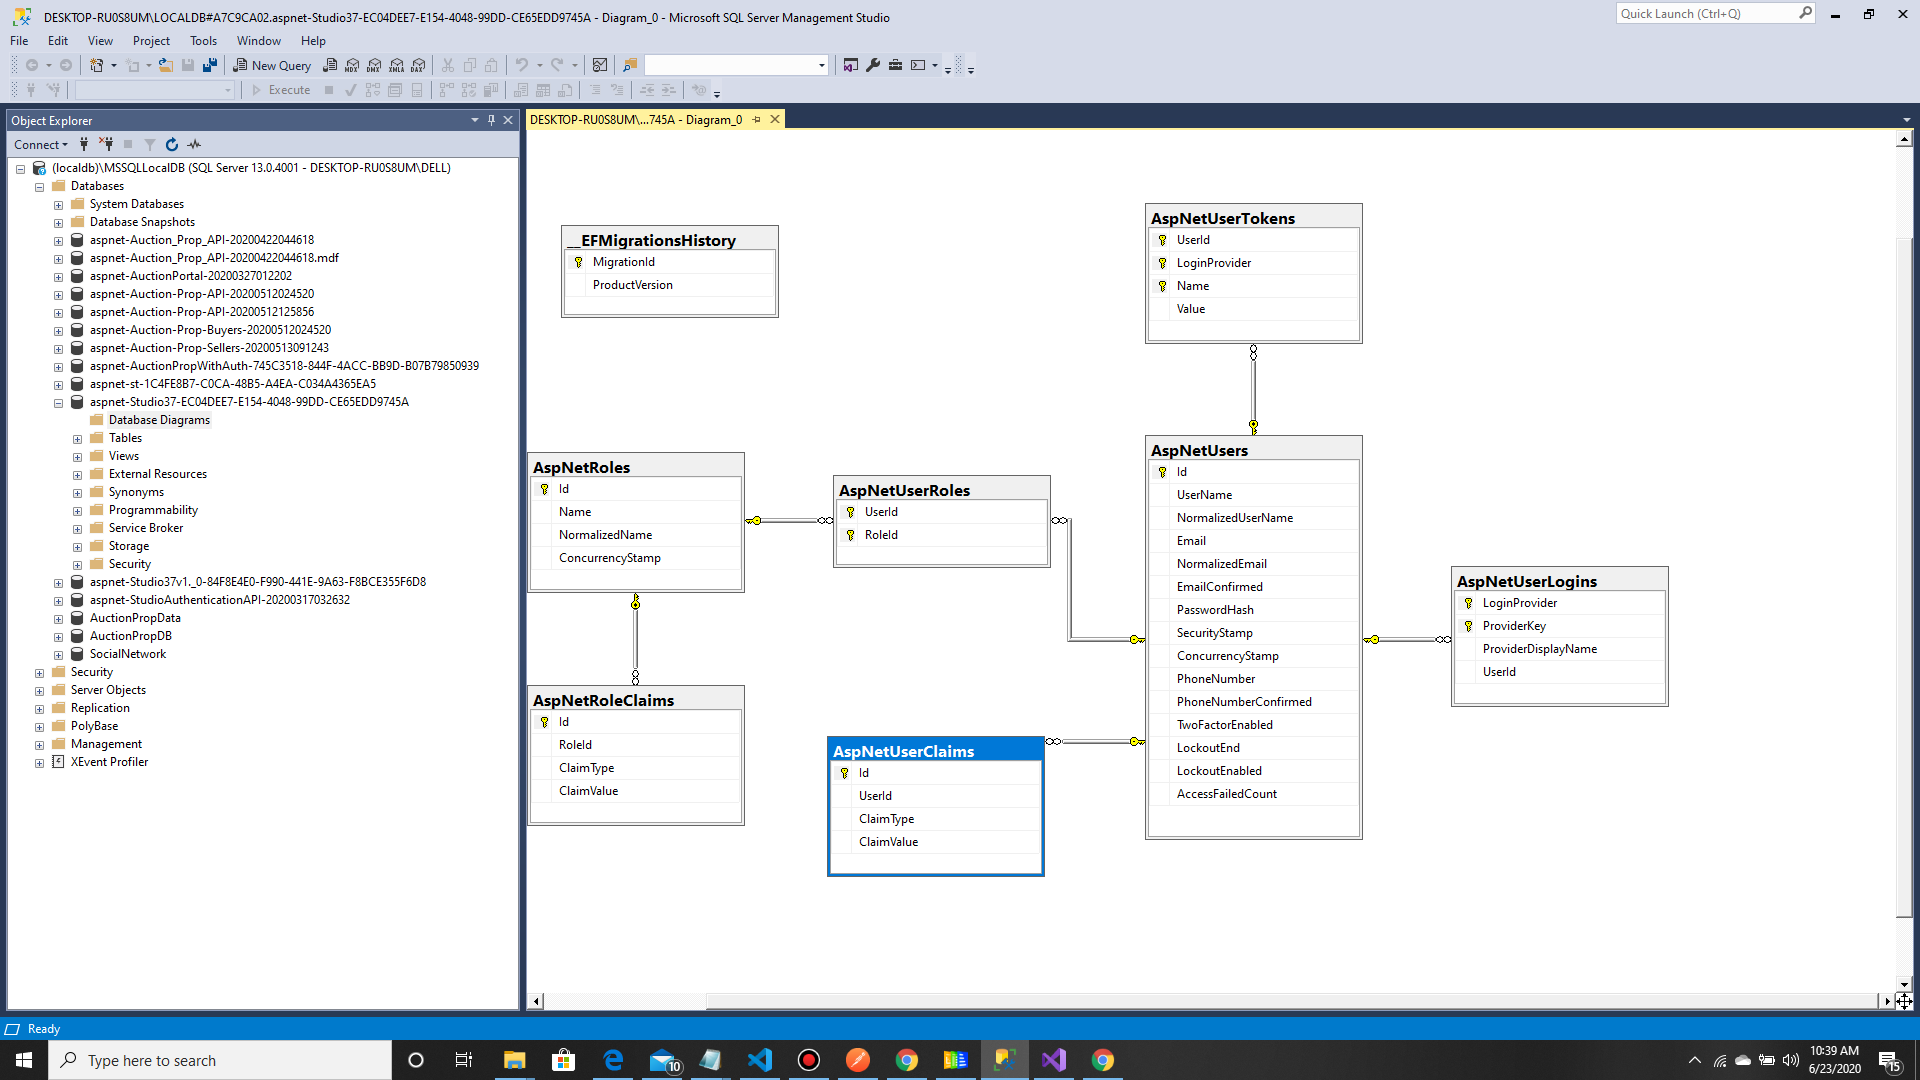 DESKTOP-RU0S8UM\LOCALDB#A7C9CA02.aspnet-Studio37-EC04DEE7-E154-4048-99DD-CE65EDD9745A - Diagram_0 - Microsoft SQL Server Management Studio
Quick Launch (Ctrl+Q)
File Edit View Project Tools Window Help
New Query
MDX DMX XMLA DAX
Execute
Object Explorer
DESKTOP-RU0S8UM\...745A - Diagram_0
Connect
(localdb)\MSSQLLocalDB (SQL Server 13.0.4001 - DESKTOP-RU0S8UM\DELL)
Databases
System Databases
Database Snapshots
aspnet-Auction_Prop_API-20200422044618
aspnet-Auction_Prop_API-20200422044618.mdf
aspnet-AuctionPortal-20200327012202
aspnet-Auction-Prop-API-20200512024520
aspnet-Auction-Prop-API-20200512125856
aspnet-Auction-Prop-Buyers-20200512024520
aspnet-Auction-Prop-Sellers-20200513091243
aspnet-AuctionPropWithAuth-745C3518-844F-4ACC-BB9D-B07B79850939
aspnet-st-1C4FE8B7-C0CA-48B5-A4EA-C034A4365EA5
aspnet-Studio37-EC04DEE7-E154-4048-99DD-CE65EDD9745A
Database Diagrams
Tables
Views
External Resources
Synonyms
Programmability
Service Broker
Storage
Security
aspnet-Studio37v1._0-84F8E4E0-F990-441E-9A63-F8BCE355F6D8
aspnet-StudioAuthenticationAPI-20200317032632
AuctionPropData
AuctionPropDB
SocialNetwork
Security
Server Objects
Replication
PolyBase
Management
XEvent Profiler
__EFMigrationsHistory
MigrationId
ProductVersion
AspNetUserTokens
UserId
LoginProvider
Name
Value
AspNetRoles
Id
Name
NormalizedName
ConcurrencyStamp
AspNetUserRoles
UserId
RoleId
AspNetUsers
Id
UserName
NormalizedUserName
Email
NormalizedEmail
EmailConfirmed
PasswordHash
SecurityStamp
ConcurrencyStamp
PhoneNumber
PhoneNumberConfirmed
TwoFactorEnabled
LockoutEnd
LockoutEnabled
AccessFailedCount
AspNetUserLogins
LoginProvider
ProviderKey
ProviderDisplayName
UserId
AspNetRoleClaims
Id
RoleId
ClaimType
ClaimValue
AspNetUserClaims
Id
UserId
ClaimType
ClaimValue
Ready
Type here to search
10
10:39 AM
6/23/2020
15